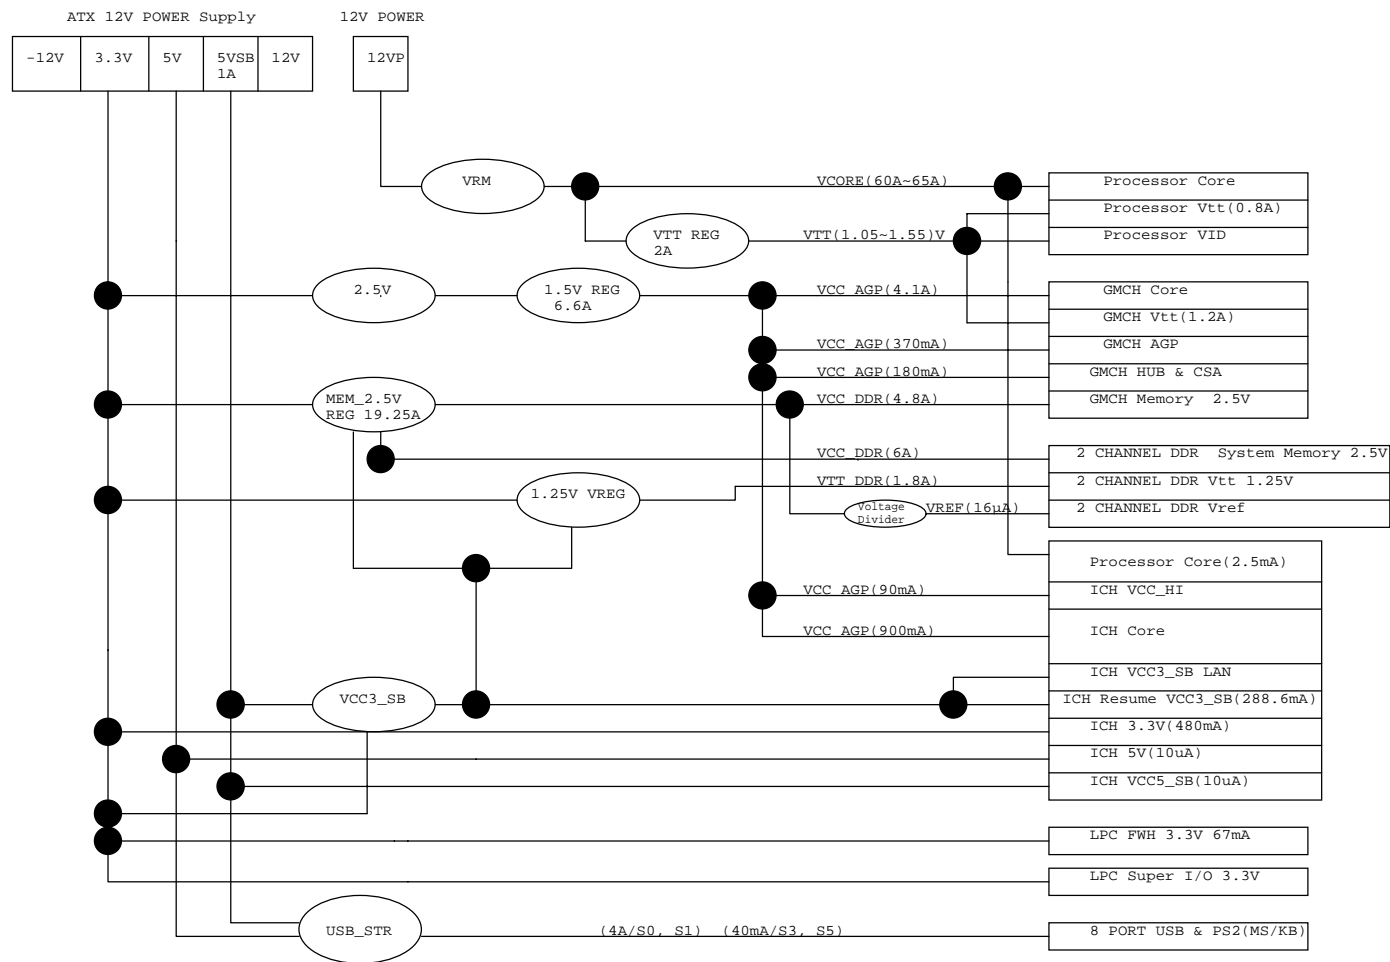 ATX 12V POWER Supply
12V POWER
-12V
3.3V
5V
5VSB
1A
12V
12VP
VRM
VCORE(60A~65A)
Processor Core
Processor Vtt(0.8A)
VTT REG
2A
VTT(1.05~1.55)V
Processor VID
2.5V
1.5V REG
6.6A
VCC_AGP(4.1A)
GMCH Core
GMCH Vtt(1.2A)
VCC_AGP(370mA)
GMCH AGP
VCC_AGP(180mA)
GMCH HUB & CSA
MEM_2.5V
REG 19.25A
VCC_DDR(4.8A)
GMCH Memory 2.5V
VCC_DDR(6A)
2 CHANNEL DDR System Memory 2.5V
1.25V VREG
VTT_DDR(1.8A)
2 CHANNEL DDR Vtt 1.25V
Voltage
Divider
VREF(16µA)
2 CHANNEL DDR Vref
Processor Core(2.5mA)
VCC_AGP(90mA)
ICH VCC_HI
VCC_AGP(900mA)
ICH Core
ICH VCC3_SB LAN
VCC3_SB
ICH Resume VCC3_SB(288.6mA)
ICH 3.3V(480mA)
ICH 5V(10uA)
ICH VCC5_SB(10uA)
LPC FWH 3.3V 67mA
LPC Super I/O 3.3V
USB_STR
(4A/S0, S1) (40mA/S3, S5)
8 PORT USB & PS2(MS/KB)